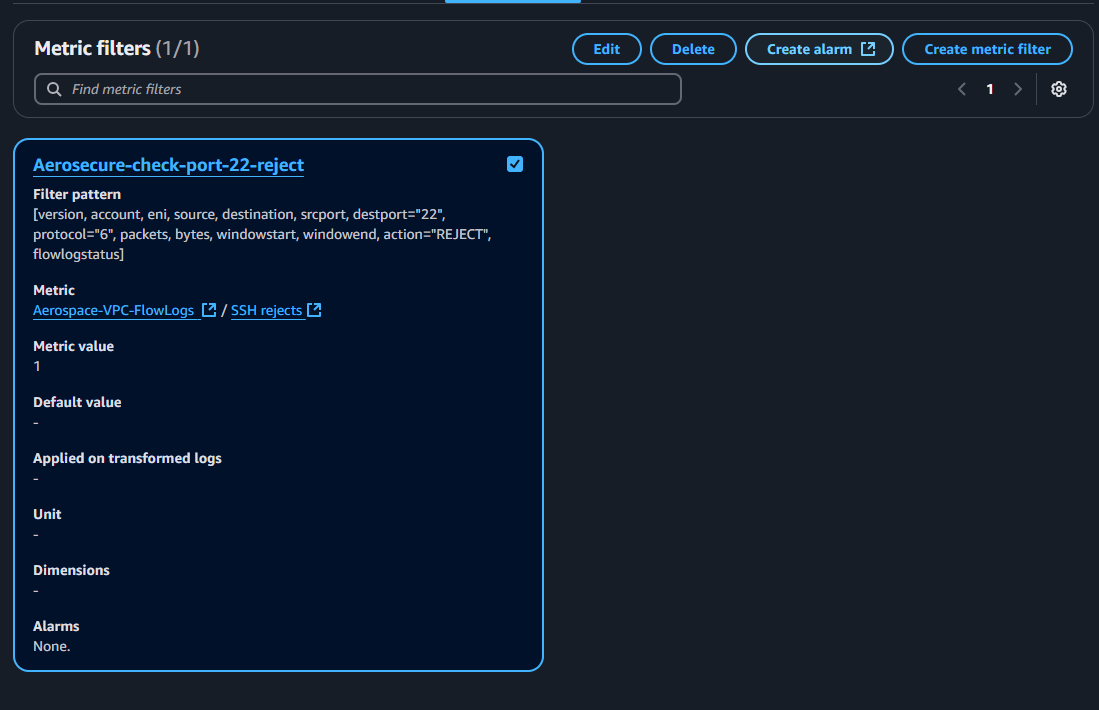 Metric filters (1/1)
Edit
Delete
Create alarm
Create metric filter
Find metric filters
1
Aerosecure-check-port-22-reject
Filter pattern
[version, account, eni, source, destination, srcport, destport="22",
protocol="6", packets, bytes, windowstart, windowend, action="REJECT",
flowlogstatus]
Metric
Aerospace-VPC-FlowLogs / SSH rejects
Metric value
1
Default value
-
Applied on transformed logs
-
Unit
-
Dimensions
-
Alarms
None.